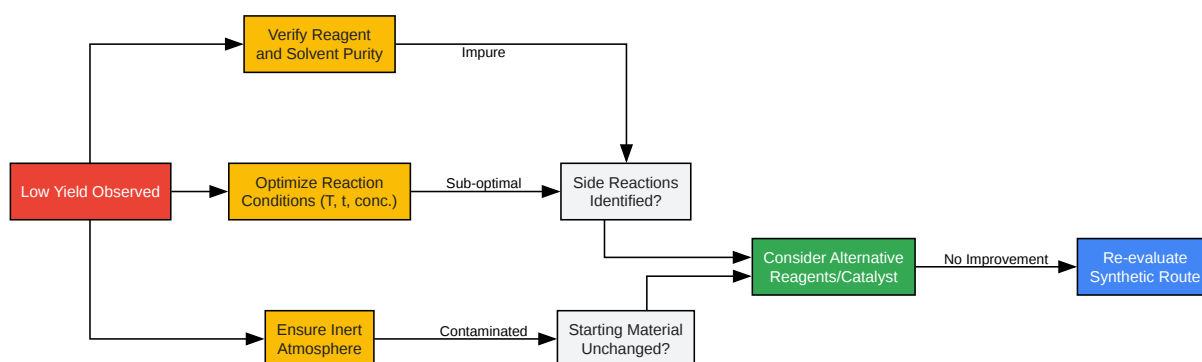 Verify Reagent
and Solvent Purity
Impure
Low Yield Observed
Optimize Reaction
Conditions (T, t, conc.)
Sub-optimal
Side Reactions
Identified?
Consider Alternative
Reagents/Catalyst
No Improvement
Re-evaluate
Synthetic Route
Ensure Inert
Atmosphere
Contaminated
Starting Material
Unchanged?